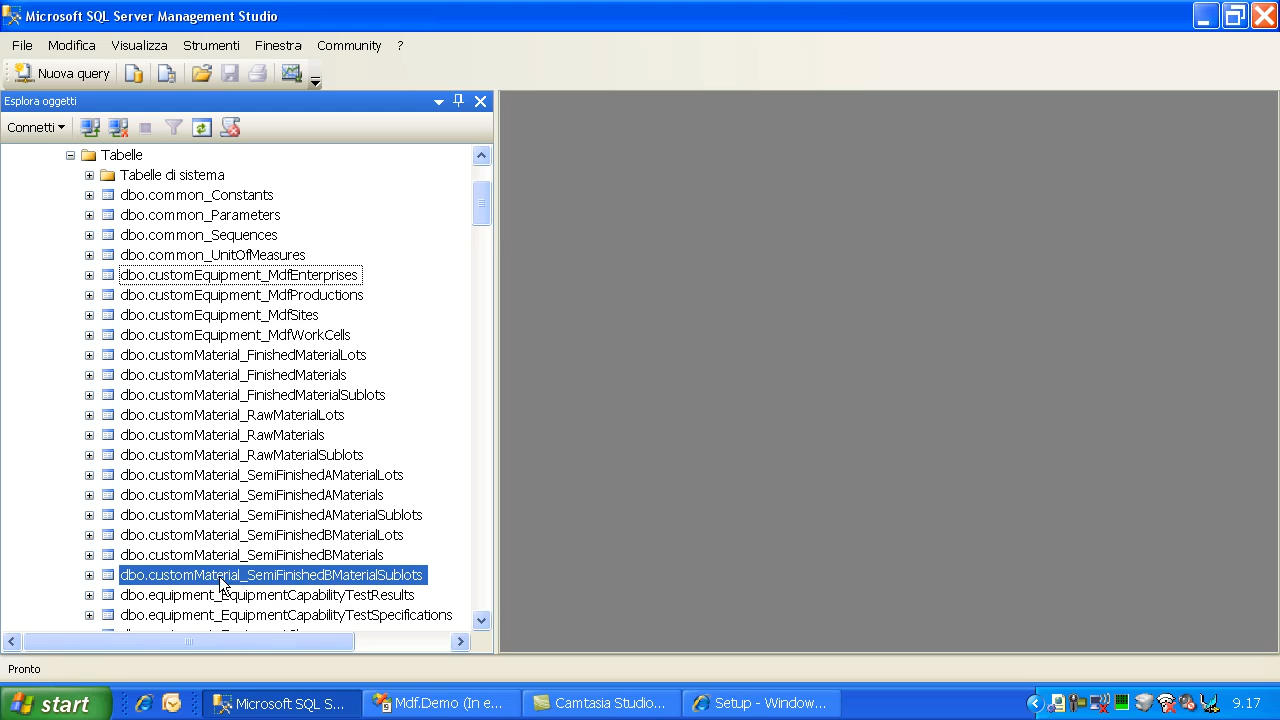 Microsoft SQL Server Management Studio
File Modifica Visualizza Strumenti Finestra Community ?
Nuova query
Esplora oggetti
Connetti
Tabelle
Tabelle di sistema
dbo.common_Constants
dbo.common_Parameters
dbo.common_Sequences
dbo.common_UnitOfMeasures
dbo.customEquipment_MdfEnterprises
dbo.customEquipment_MdfProductions
dbo.customEquipment_MdfSites
dbo.customEquipment_MdfWorkCells
dbo.customMaterial_FinishedMaterialLots
dbo.customMaterial_FinishedMaterials
dbo.customMaterial_FinishedMaterialSublots
dbo.customMaterial_RawMaterialLots
dbo.customMaterial_RawMaterials
dbo.customMaterial_RawMaterialSublots
dbo.customMaterial_SemiFinishedAMaterialLots
dbo.customMaterial_SemiFinishedAMaterials
dbo.customMaterial_SemiFinishedAMaterialSublots
dbo.customMaterial_SemiFinishedBMaterialLots
dbo.customMaterial_SemiFinishedBMaterials
dbo.customMaterial_SemiFinishedBMaterialSublots
dbo.equipment_EquipmentCapabilityTestResults
dbo.equipment_EquipmentCapabilityTestSpecifications
Pronto
start Microsoft SQL S... Mdf.Demo (In e... Camtasia Studio... Setup - Window... 9.17